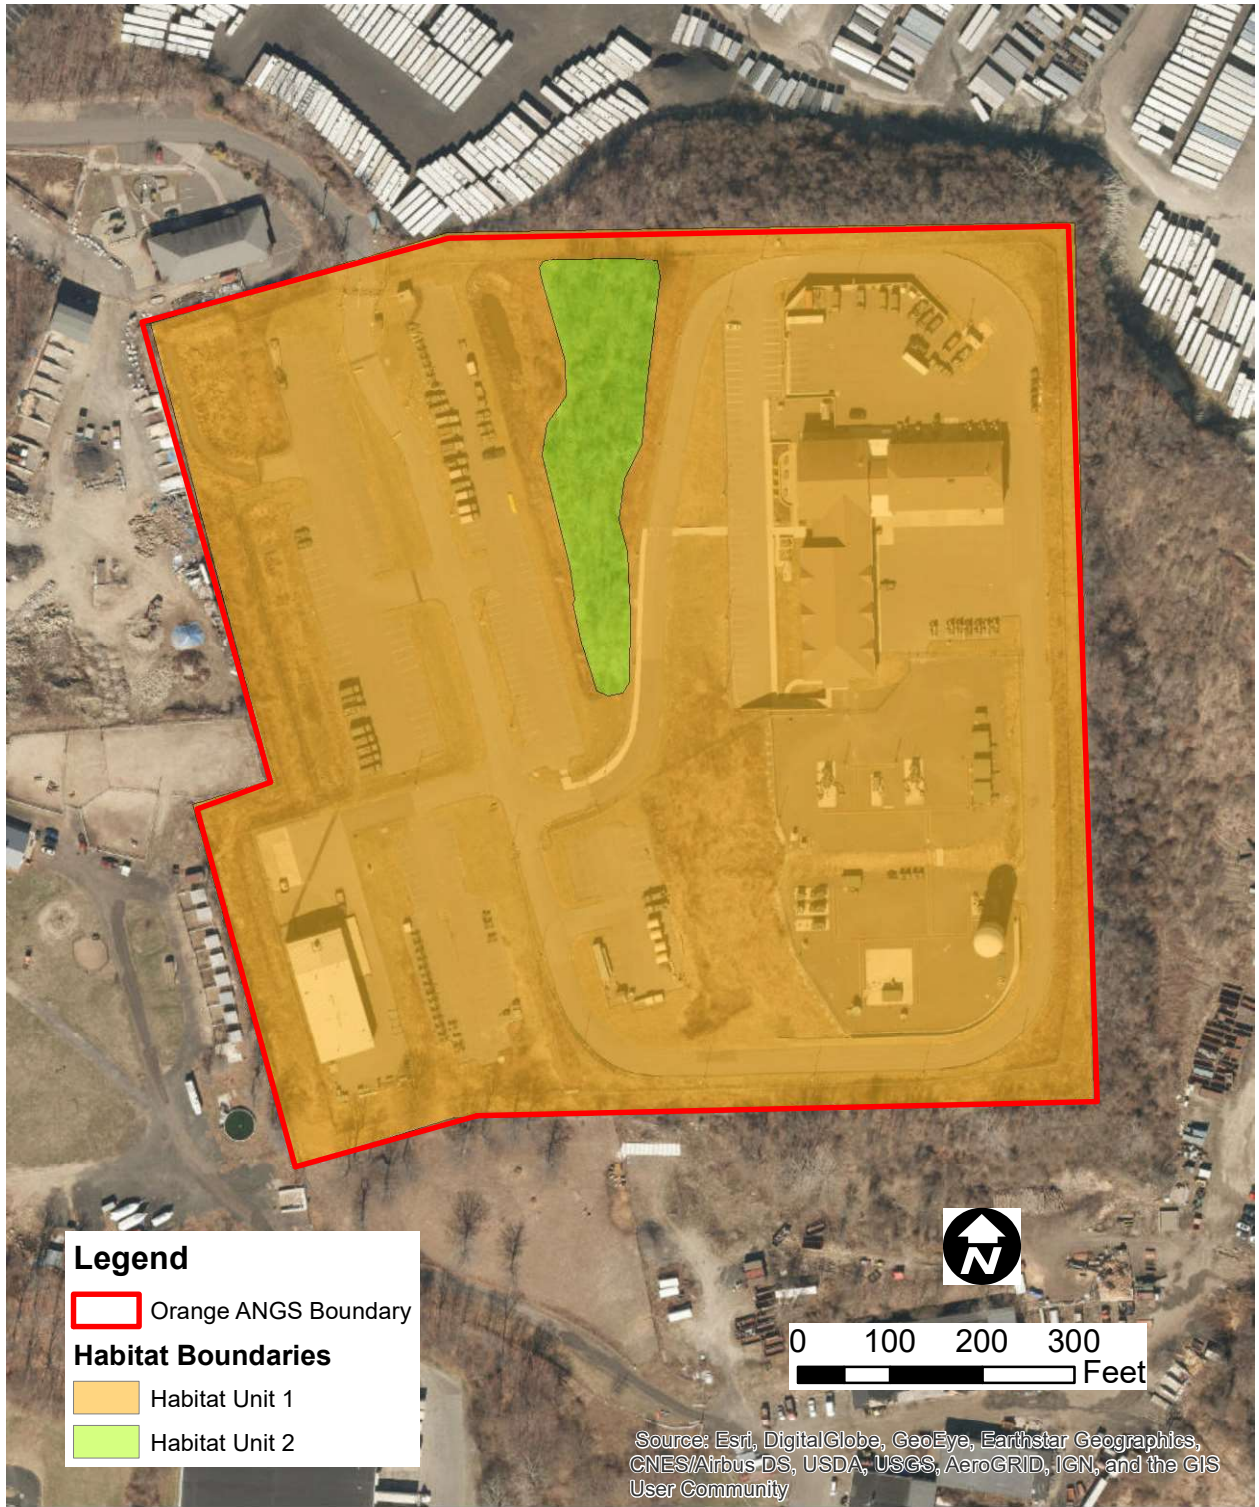 Legend
Orange ANGS Boundary
Habitat Boundaries
Habitat Unit 1
Habitat Unit 2
N
0 100 200 300
Feet
Source: Esri, DigitalGlobe, GeoEye, Earthstar Geographics,
CNES/Airbus DS, USDA, USGS, AeroGRID, IGN, and the GIS
User Community